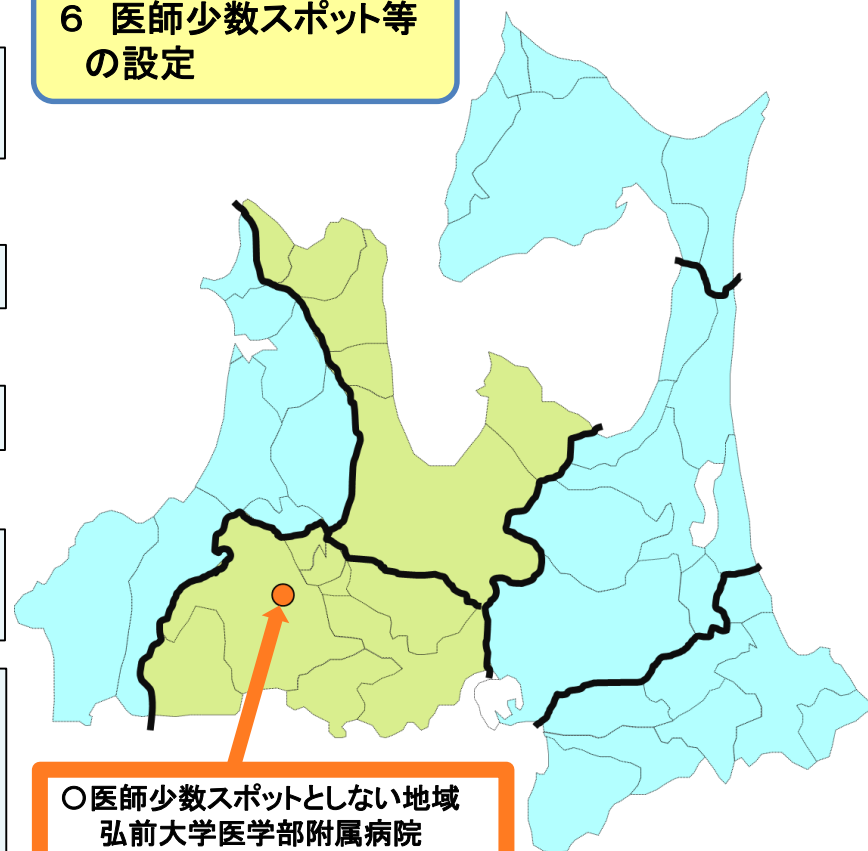 ６　医師少数スポット等
の設定
〇医師少数スポットとしない地域
弘前大学医学部附属病院